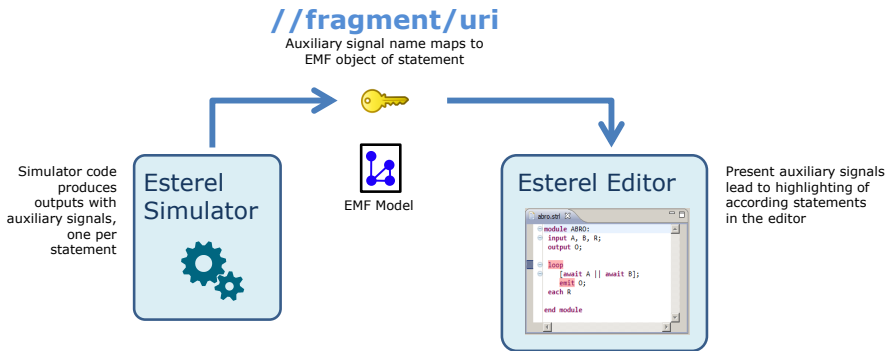 //fragment/uri
Auxiliary signal name maps to
EMF object of statement
Simulator code
produces
outputs with
auxiliary signals,
one per
statement
Esterel
Simulator
EMF Model
Esterel Editor
abro.strl
module ABRO:
input A, B, R;
output O;
loop
[await A || await B];
emit O;
each R
end module
Present auxiliary signals
lead to highlighting of
according statements
in the editor